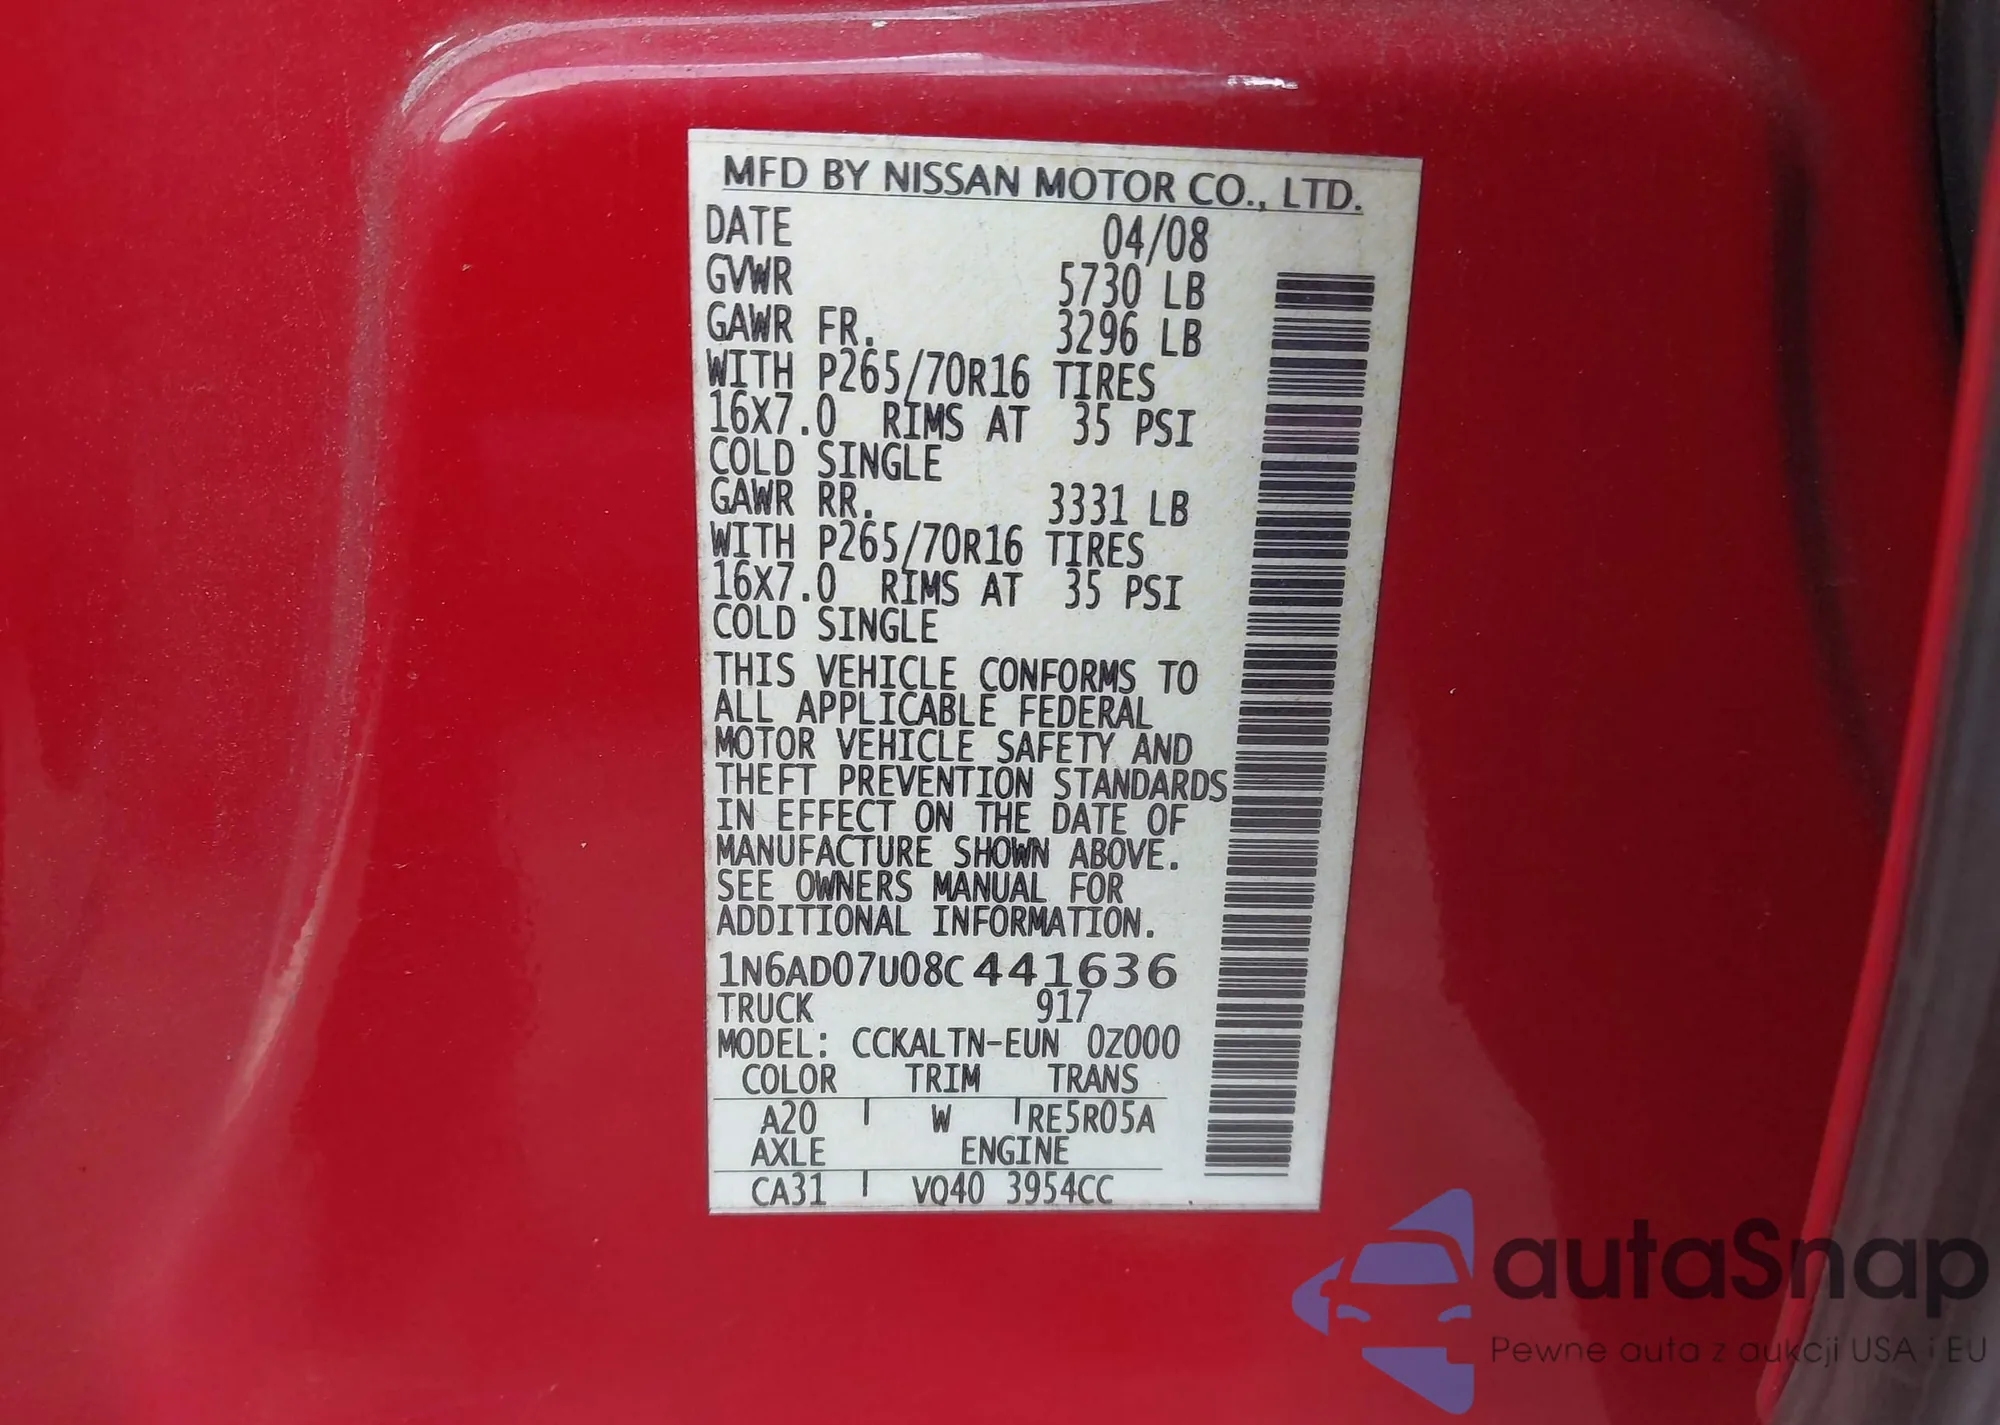 MFD BY NISSAN MOTOR CO., LTD.
DATE 04/08
GVWR 5730 LB
GAWR FR. 3296 LB
WITH P265/70R16 TIRES
16X7.0 RIMS AT 35 PSI
COLD SINGLE
GAWR RR. 3331 LB
WITH P265/70R16 TIRES
16X7.0 RIMS AT 35 PSI
COLD SINGLE
THIS VEHICLE CONFORMS TO
ALL APPLICABLE FEDERAL
MOTOR VEHICLE SAFETY AND
THEFT PREVENTION STANDARDS
IN EFFECT ON THE DATE OF
MANUFACTURE SHOWN ABOVE.
SEE OWNERS MANUAL FOR
ADDITIONAL INFORMATION.
1N6AD07U08C441636
TRUCK 917
MODEL: CCKALTN-EUN 0Z000
COLOR TRIM TRANS
A20 W RE5R05A
AXLE ENGINE
CA31 VQ40 3954CC
autaSnap
Pewne auta z aukcji USA i EU